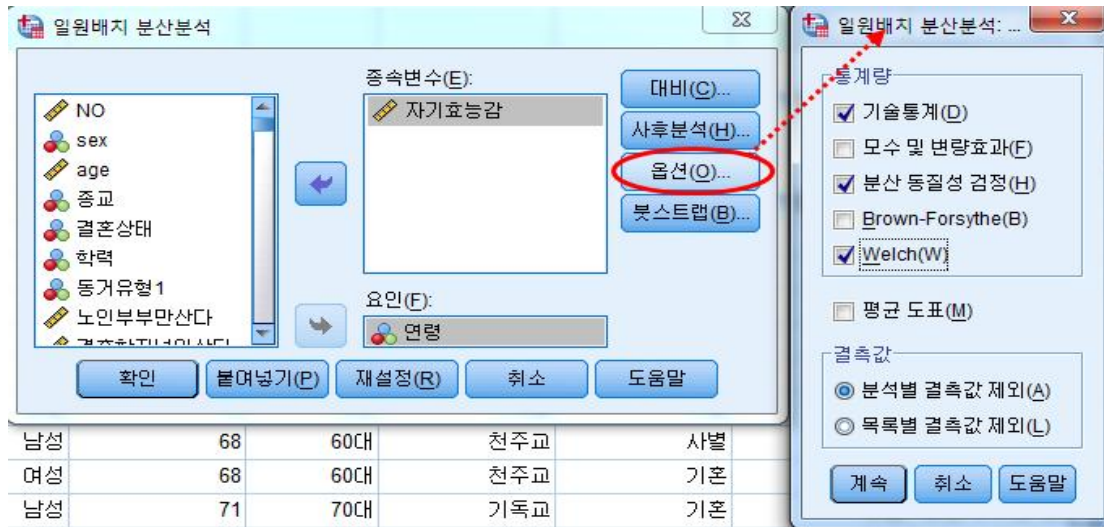 일원배치 분산분석
NO
sex
age
종교
결혼상태
학력
동거유형1
노인부부만산다
종속변수(E):
자기효능감
요인(F):
연령
대비(C)...
사후분석(H)...
옵션(O)...
붓스트랩(B)...
확인
붙여넣기(P)
재설정(R)
취소
도움말
남성 68 60대 천주교 사별
여성 68 60대 천주교 기혼
남성 71 70대 기독교 기혼
일원배치 분산분석: ...
통계량
기술통계(D)
모수 및 변량효과(F)
분산 동질성 검정(H)
Brown-Forsythe(B)
Welch(W)
평균 도표(M)
결측값
분석별 결측값 제외(A)
목록별 결측값 제외(L)
계속
취소
도움말